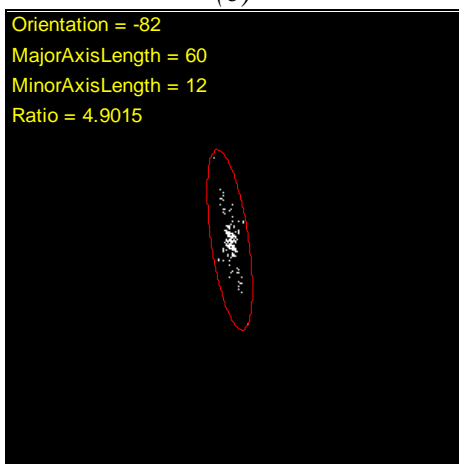 Orientation = -82
MajorAxisLength = 60
MinorAxisLength = 12
Ratio = 4.9015